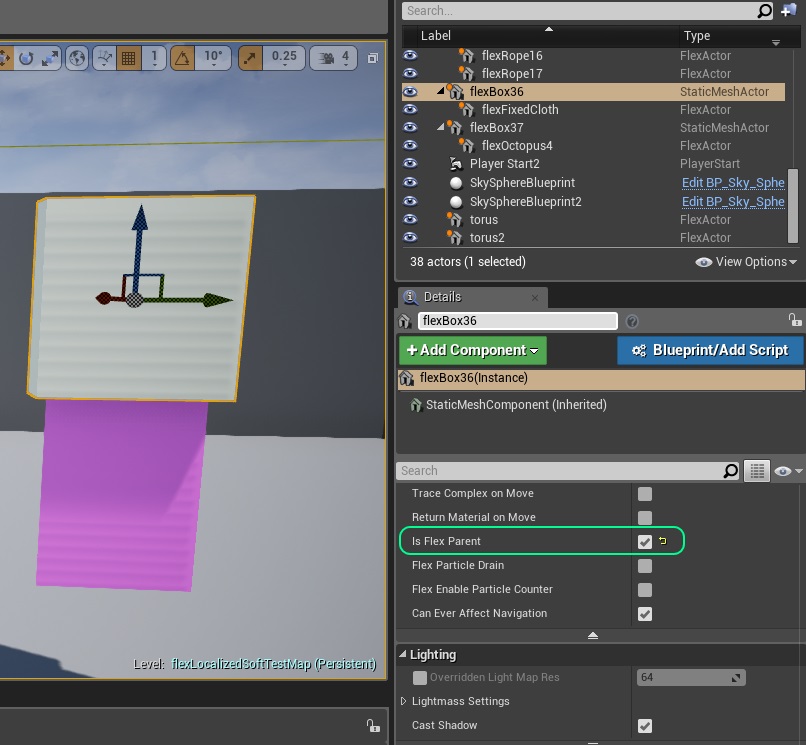 Search...
1
10°
0.25
4
Label Type
flexRope16 FlexActor
flexRope17 FlexActor
flexBox36 StaticMeshActor
flexFixedCloth FlexActor
flexBox37 StaticMeshActor
flexOctopus4 FlexActor
Player Start2 PlayerStart
SkySphereBlueprint Edit BP_Sky_Sphe
SkySphereBlueprint2 Edit BP_Sky_Sphe
torus FlexActor
torus2 FlexActor
38 actors (1 selected) View Options
Details
flexBox36
+ Add Component Blueprint/Add Script
flexBox36(Instance)
StaticMeshComponent (Inherited)
Search
Trace Complex on Move
Return Material on Move
Is Flex Parent
Flex Particle Drain
Flex Enable Particle Counter
Can Ever Affect Navigation
Lighting
Overridden Light Map Res 64
Lightmass Settings
Cast Shadow
Level: flexLocalizedSoftTestMap (Persistent)